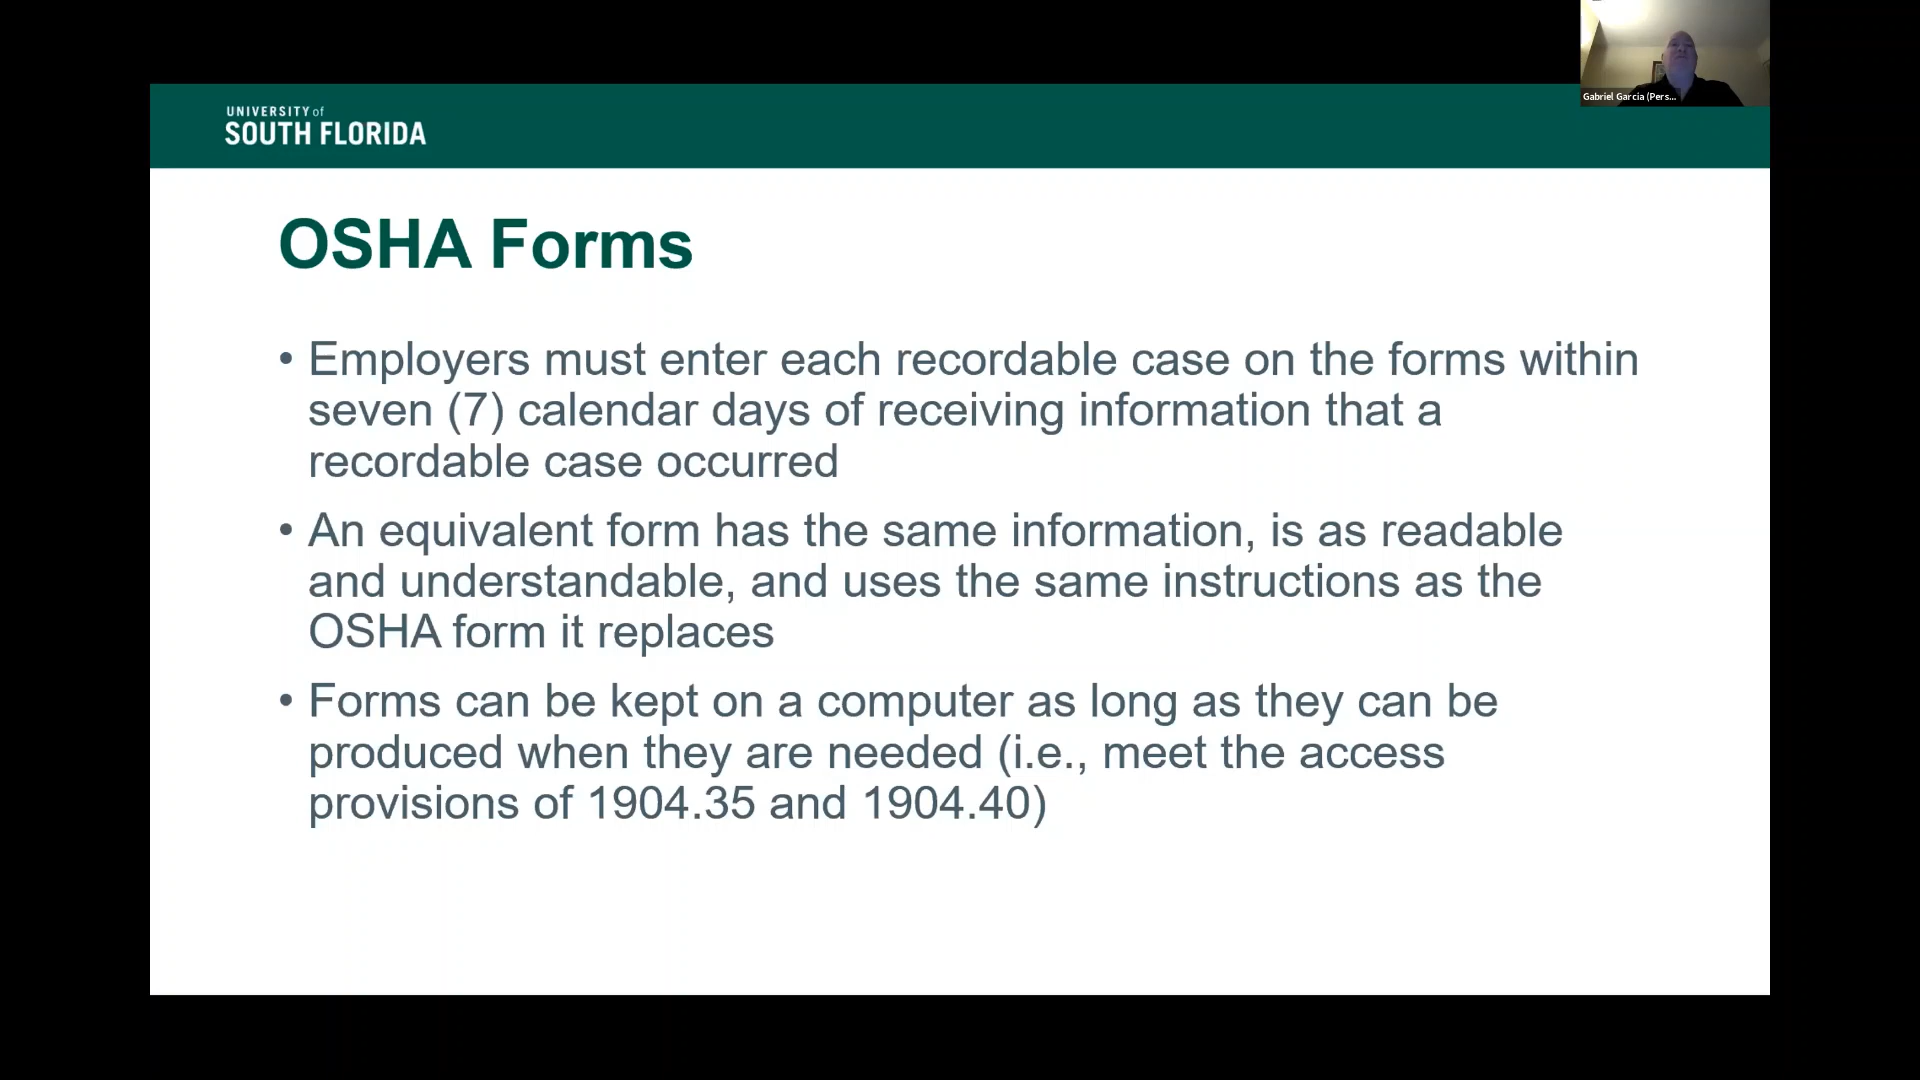 Gabriel Garcia (Pers...
UNIVERSITY of
SOUTH FLORIDA
OSHA Forms
• Employers must enter each recordable case on the forms within
seven (7) calendar days of receiving information that a
recordable case occurred
• An equivalent form has the same information, is as readable
and understandable, and uses the same instructions as the
OSHA form it replaces
• Forms can be kept on a computer as long as they can be
produced when they are needed (i.e., meet the access
provisions of 1904.35 and 1904.40)